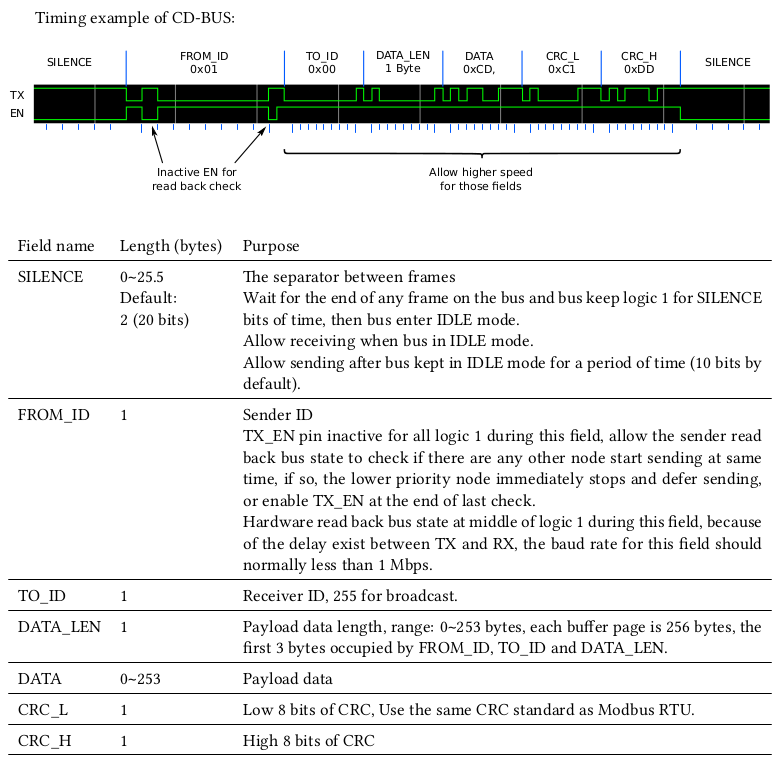 Timing example of CD-BUS:
SILENCE
FROM_ID
0x01
TO_ID
0x00
DATA_LEN
1 Byte
DATA
0xCD,
CRC_L
0xC1
CRC_H
0xDD
SILENCE
TX
EN
Inactive EN for
read back check
Allow higher speed
for those fields
Field name Length (bytes) Purpose
SILENCE 0~25.5 The separator between frames
Default: Wait for the end of any frame on the bus and bus keep logic 1 for SILENCE
2 (20 bits) bits of time, then bus enter IDLE mode.
Allow receiving when bus in IDLE mode.
Allow sending after bus kept in IDLE mode for a period of time (10 bits by
default).
FROM_ID 1 Sender ID
TX_EN pin inactive for all logic 1 during this field, allow the sender read
back bus state to check if there are any other node start sending at same
time, if so, the lower priority node immediately stops and defer sending,
or enable TX_EN at the end of last check.
Hardware read back bus state at middle of logic 1 during this field, because
of the delay exist between TX and RX, the baud rate for this field should
normally less than 1 Mbps.
TO_ID 1 Receiver ID, 255 for broadcast.
DATA_LEN 1 Payload data length, range: 0~253 bytes, each buffer page is 256 bytes, the
first 3 bytes occupied by FROM_ID, TO_ID and DATA_LEN.
DATA 0~253 Payload data
CRC_L 1 Low 8 bits of CRC, Use the same CRC standard as Modbus RTU.
CRC_H 1 High 8 bits of CRC